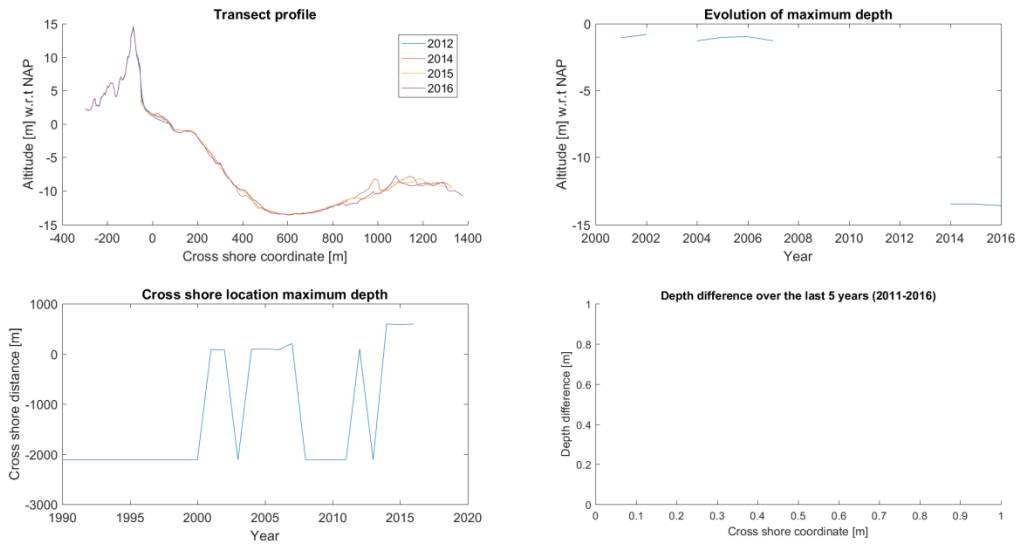 Transect profile
Altitude [m] w.r.t NAP
15
10
5
0
-5
-10
-15
-400 -200 0 200 400 600 800 1000 1200 1400
Cross shore coordinate [m]
2012
2014
2015
2016
Evolution of maximum depth
Altitude [m] w.r.t NAP
0
-5
-10
-15
2000 2002 2004 2006 2008 2010 2012 2014 2016
Year
Cross shore location maximum depth
Cross shore distance [m]
1000
0
-1000
-2000
-3000
1990 1995 2000 2005 2010 2015 2020
Year
Depth difference over the last 5 years (2011-2016)
Depth difference [m]
1
0.8
0.6
0.4
0.2
0
0 0.1 0.2 0.3 0.4 0.5 0.6 0.7 0.8 0.9 1
Cross shore coordinate [m]